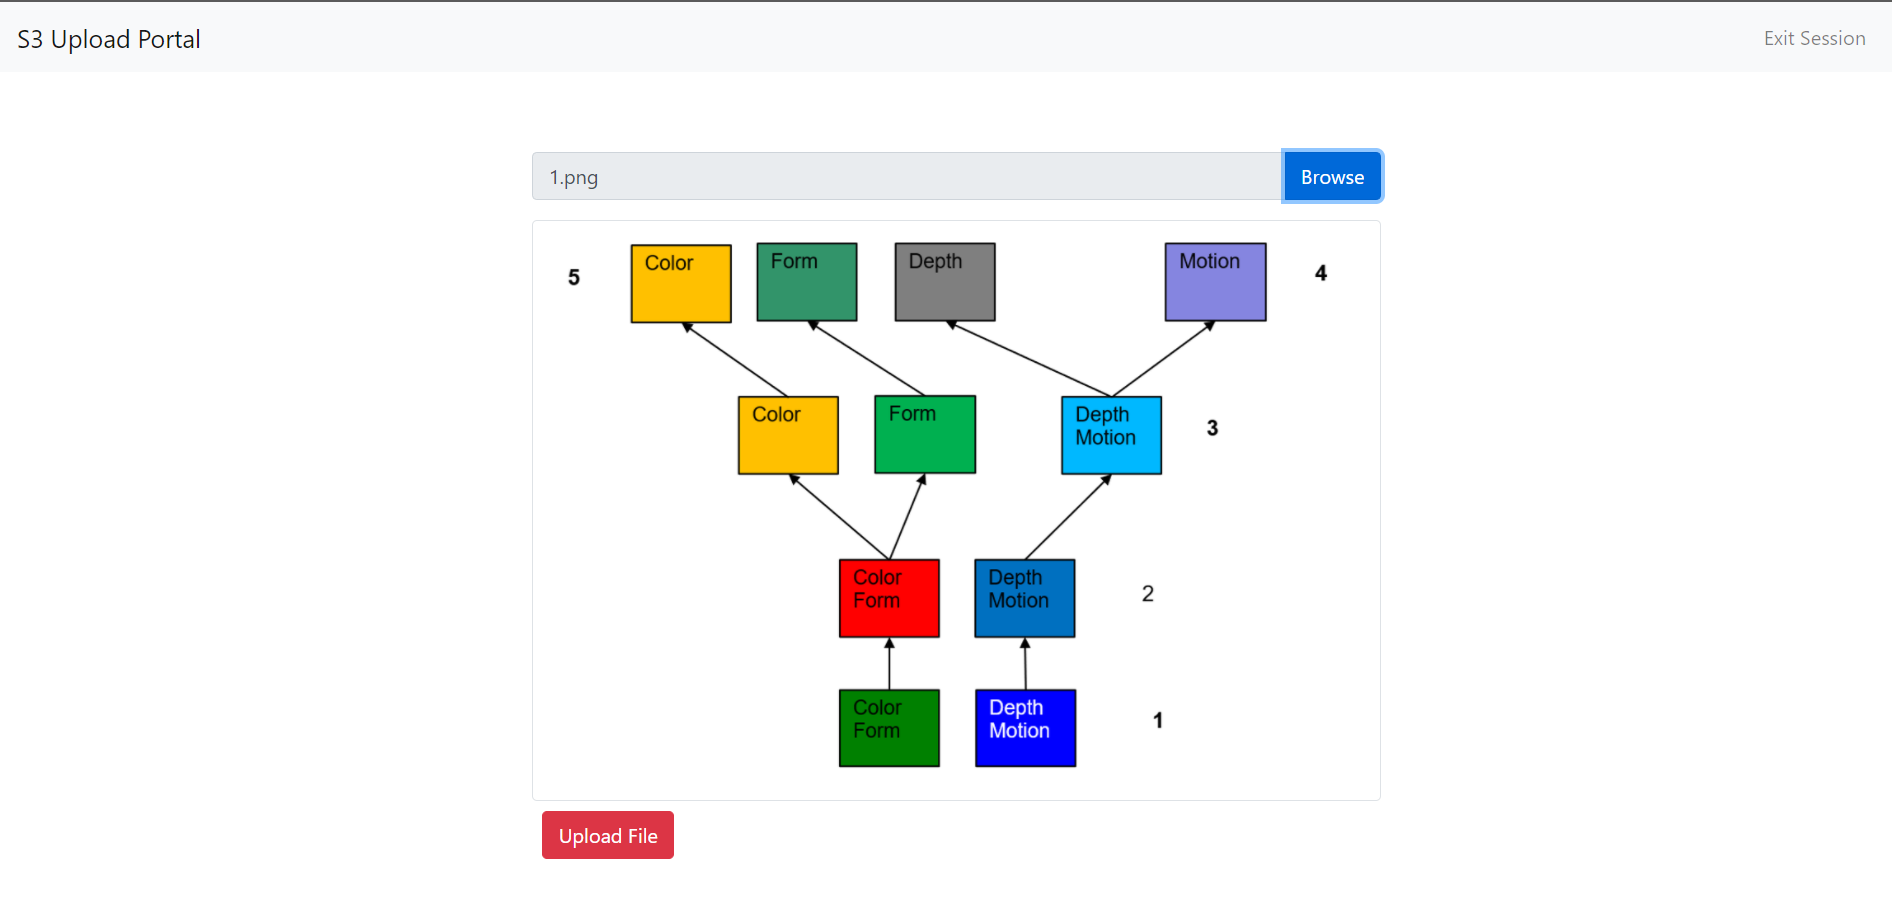 S3 Upload Portal
Exit Session
1.png
Browse
5
Color
Form
Depth
Motion
4
Color
Form
Depth
Motion
3
Color
Form
Depth
Motion
2
Color
Form
Depth
Motion
1
Upload File